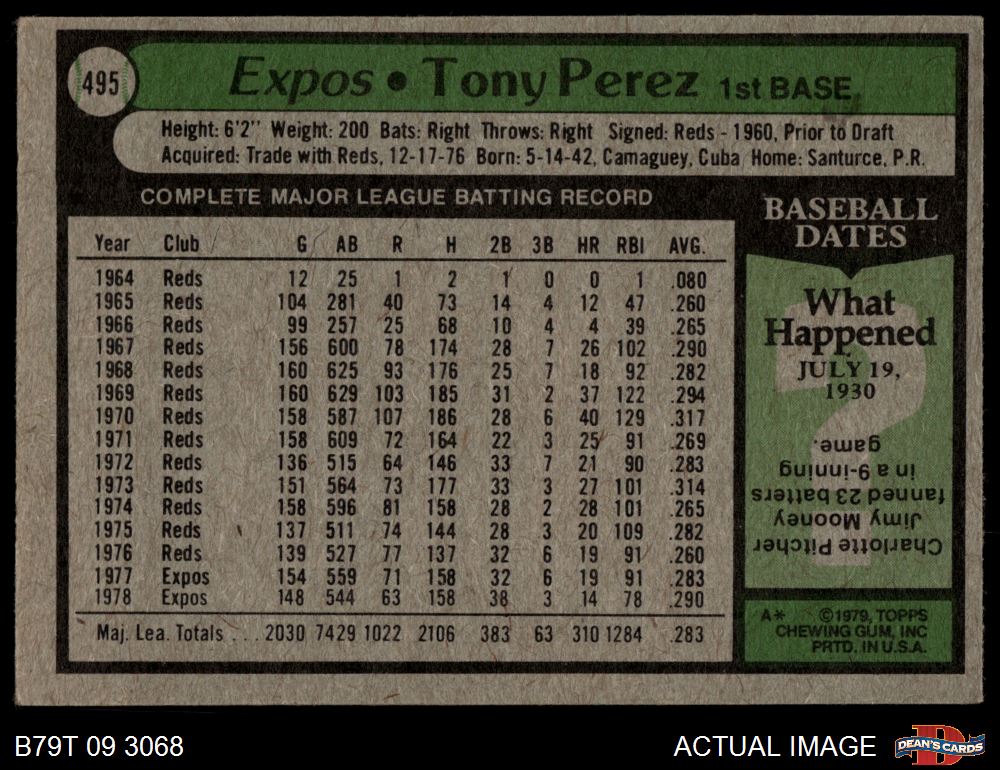 495
Expos • Tony Perez 1st BASE
Height: 6'2" Weight: 200 Bats: Right Throws: Right Signed: Reds - 1960, Prior to Draft
Acquired: Trade with Reds, 12-17-76 Born: 5-14-42, Camaguey, Cuba Home: Santurce, P.R.
COMPLETE MAJOR LEAGUE BATTING RECORD
Year Club G AB R H 2B 3B HR RBI AVG.
1964 Reds 12 25 1 2 1 0 0 1 .080
1965 Reds 104 281 40 73 14 4 12 47 .260
1966 Reds 99 257 25 68 10 4 4 39 .265
1967 Reds 156 600 78 174 28 7 26 102 .290
1968 Reds 160 625 93 176 25 7 18 92 .282
1969 Reds 160 629 103 185 31 2 37 122 .294
1970 Reds 158 587 107 186 28 6 40 129 .317
1971 Reds 158 609 72 164 22 3 25 91 .269
1972 Reds 136 515 64 146 33 7 21 90 .283
1973 Reds 151 564 73 177 33 3 27 101 .314
1974 Reds 158 596 81 158 28 2 28 101 .265
1975 Reds 137 511 74 144 28 3 20 109 .282
1976 Reds 139 527 77 137 32 6 19 91 .260
1977 Expos 154 559 71 158 32 6 19 91 .283
1978 Expos 148 544 63 158 38 3 14 78 .290
Maj. Lea. Totals . . . 2030 7429 1022 2106 383 63 310 1284 .283
BASEBALL
DATES
What
Happened
JULY 19,
1930
?
Charlotte Pitcher
Jimy Mooney
fanned 23 batters
in a 9-inning
game.
A* ©1979, TOPPS
CHEWING GUM, INC
PRTD. IN U.S.A.
B79T 09 3068
ACTUAL IMAGE
D
DEAN'S CARDS